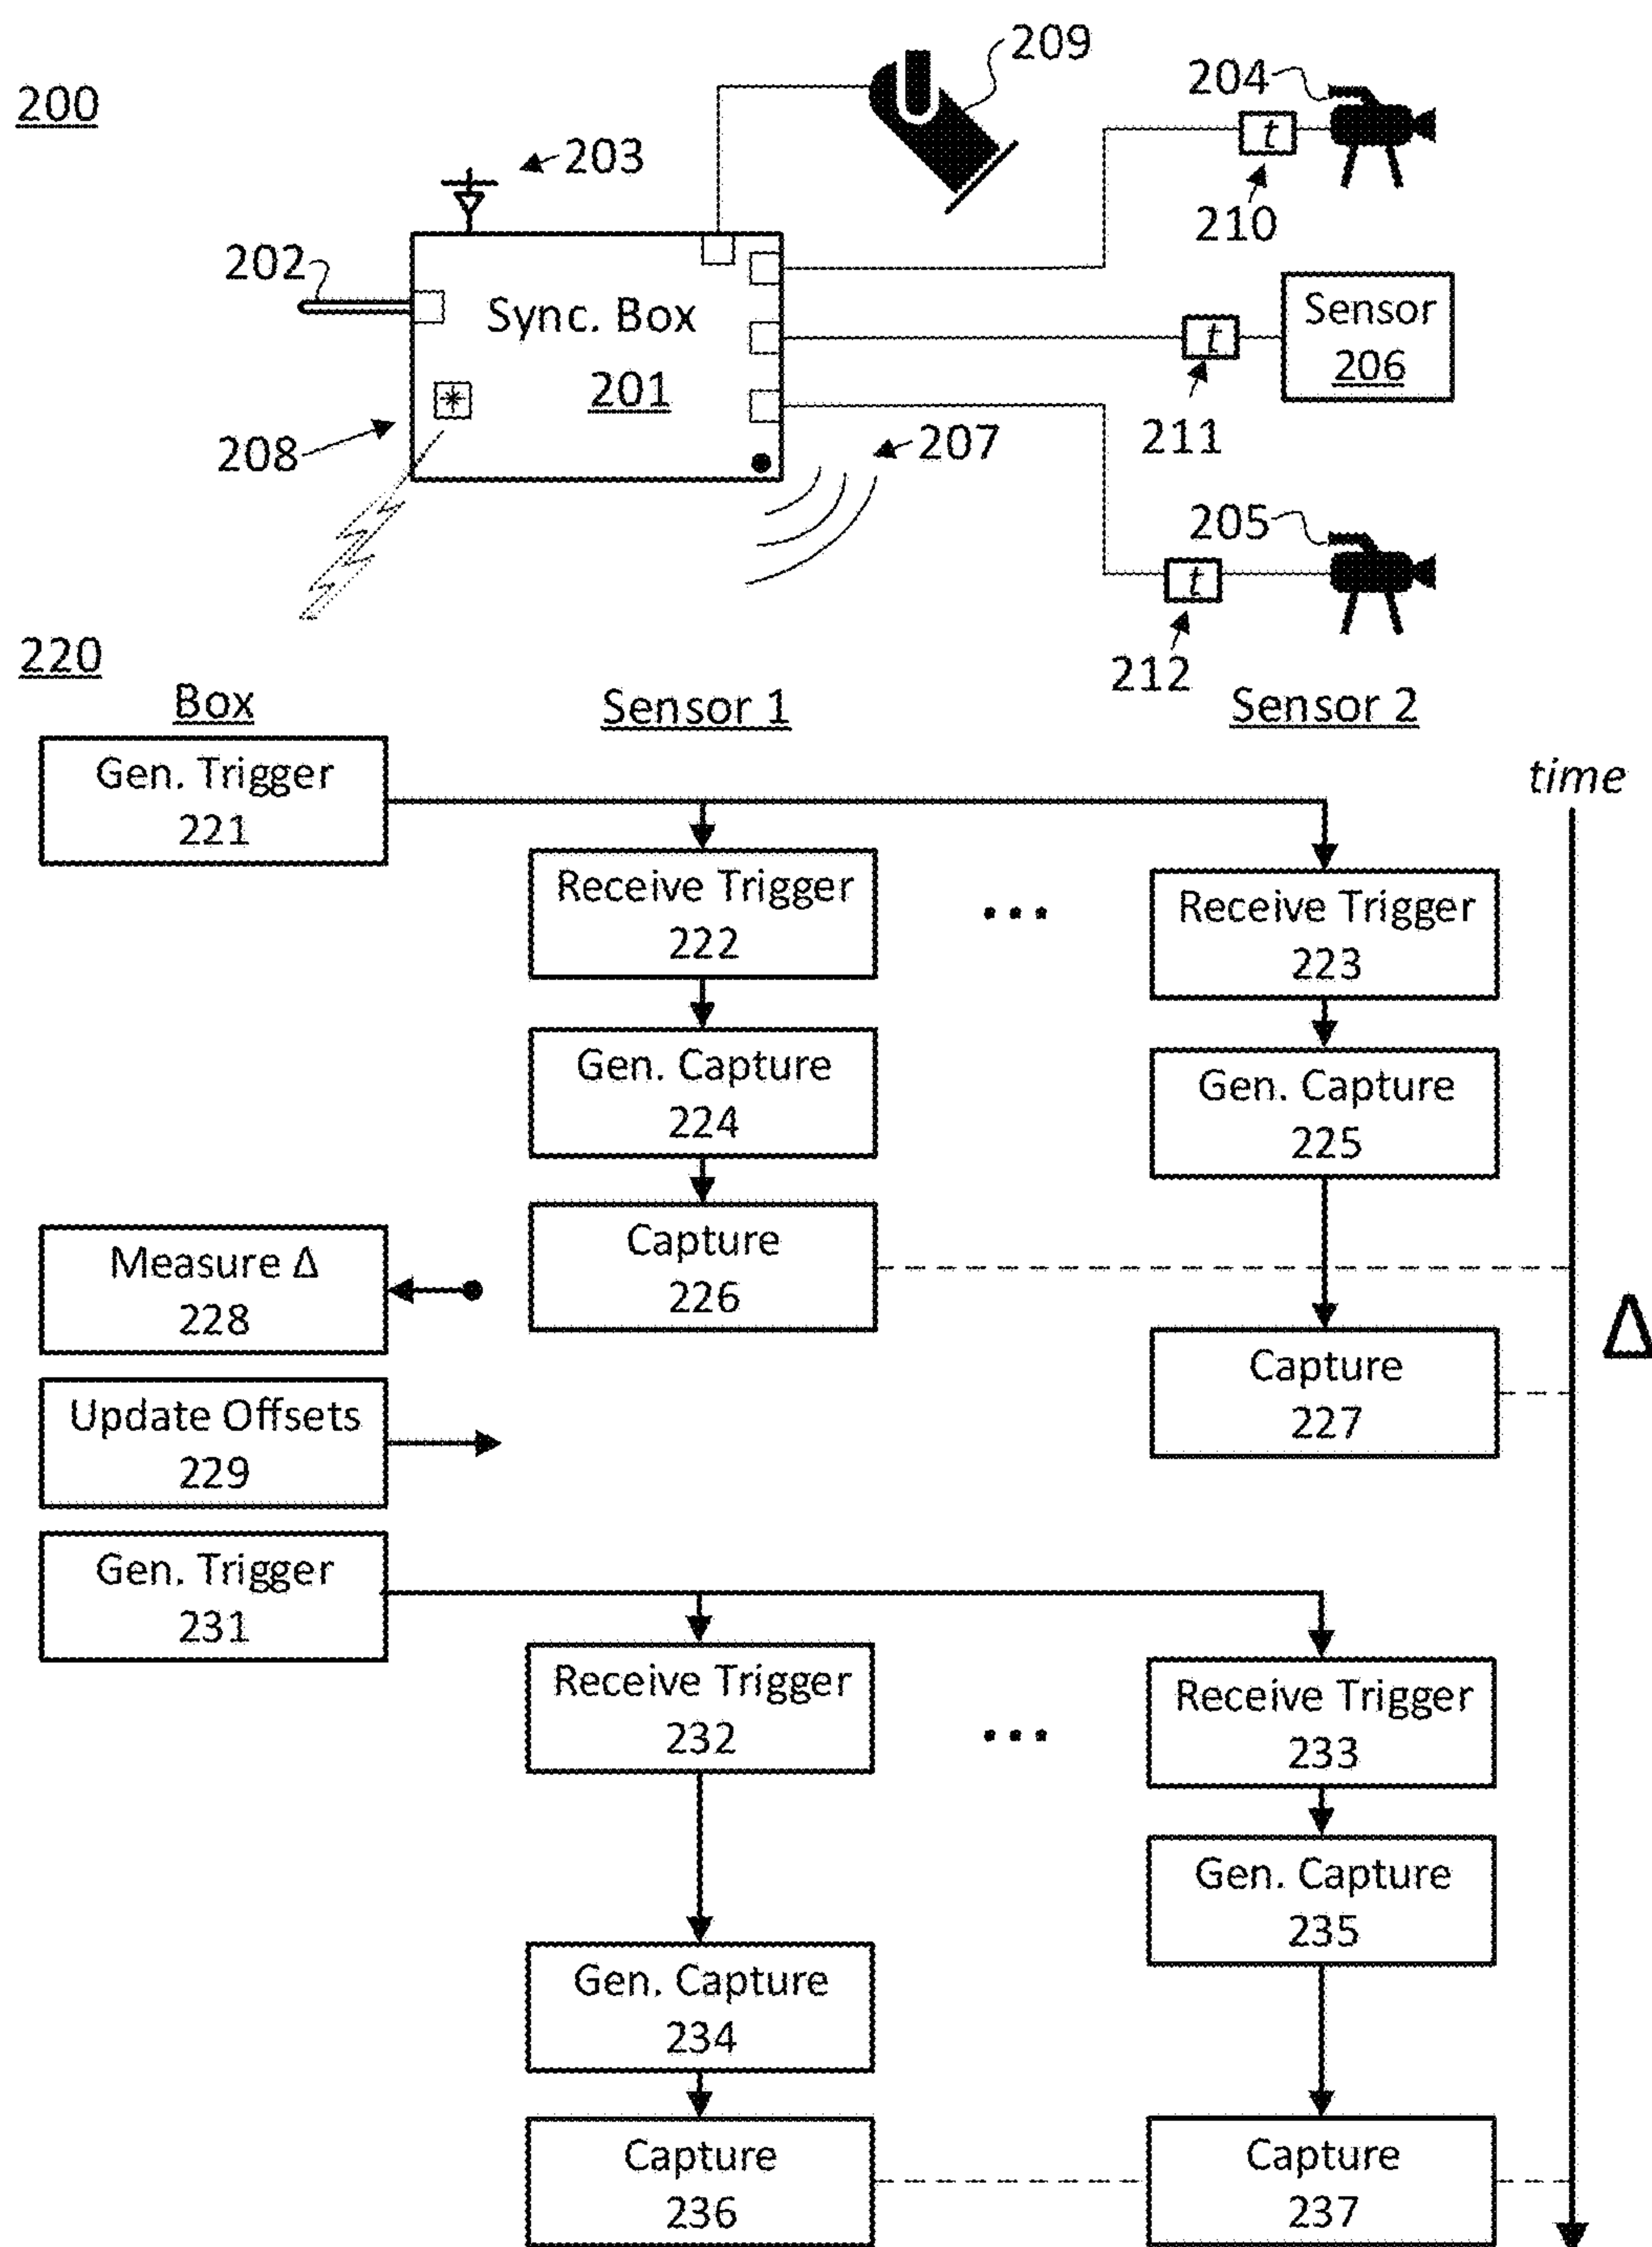 200
209
204
203
t
210
202
Sync. Box
201
Sensor
206
t
211
208
207
205
t
212
220
Box
Sensor 1
Sensor 2
time
Gen. Trigger
221
Receive Trigger
222
...
Receive Trigger
223
Gen. Capture
224
Gen. Capture
225
Capture
226
Measure Δ
228
Δ
Capture
227
Update Offsets
229
Gen. Trigger
231
Receive Trigger
232
...
Receive Trigger
233
Gen. Capture
235
Gen. Capture
234
Capture
236
Capture
237